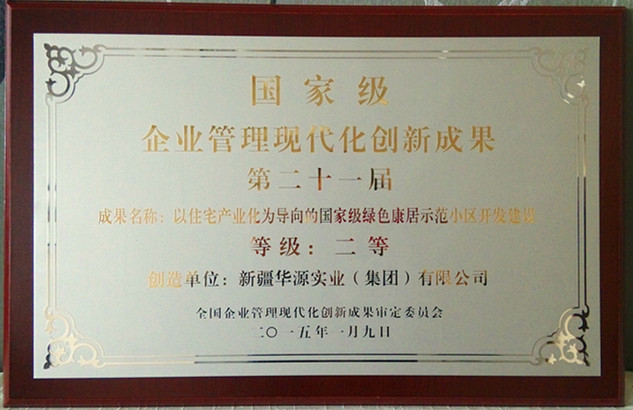 国家级
企业管理现代化创新成果
第二十一届
成果名称：以住宅产业化为导向的国家级绿色康居示范小区开发建设
等级：二等
创造单位：新疆华源实业（集团）有限公司
全国企业管理现代化创新成果审定委员会
二〇一五年一月九日